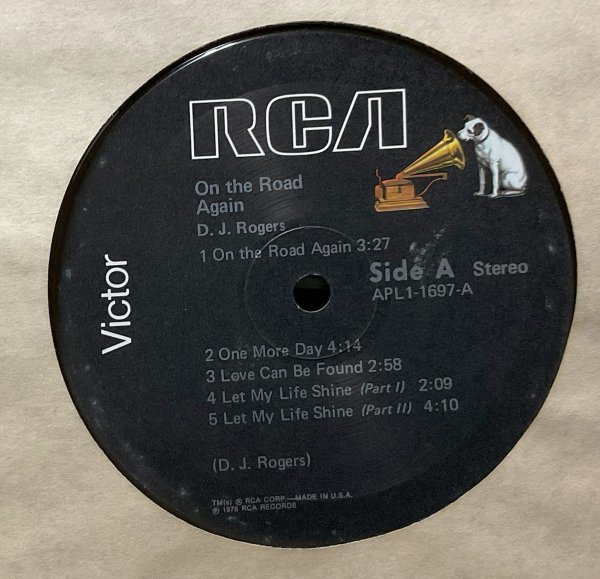 RCA
On the Road
Again
D. J. Rogers
1 On the Road Again 3:27
Side A Stereo
APL1-1697-A
Victor
2 One More Day 4:14
3 Love Can Be Found 2:58
4 Let My Life Shine (Part I) 2:09
5 Let My Life Shine (Part II) 4:10
(D. J. Rogers)
TM(s) ® RCA CORP.—MADE IN U.S.A.
℗ 1976 RCA RECORDS